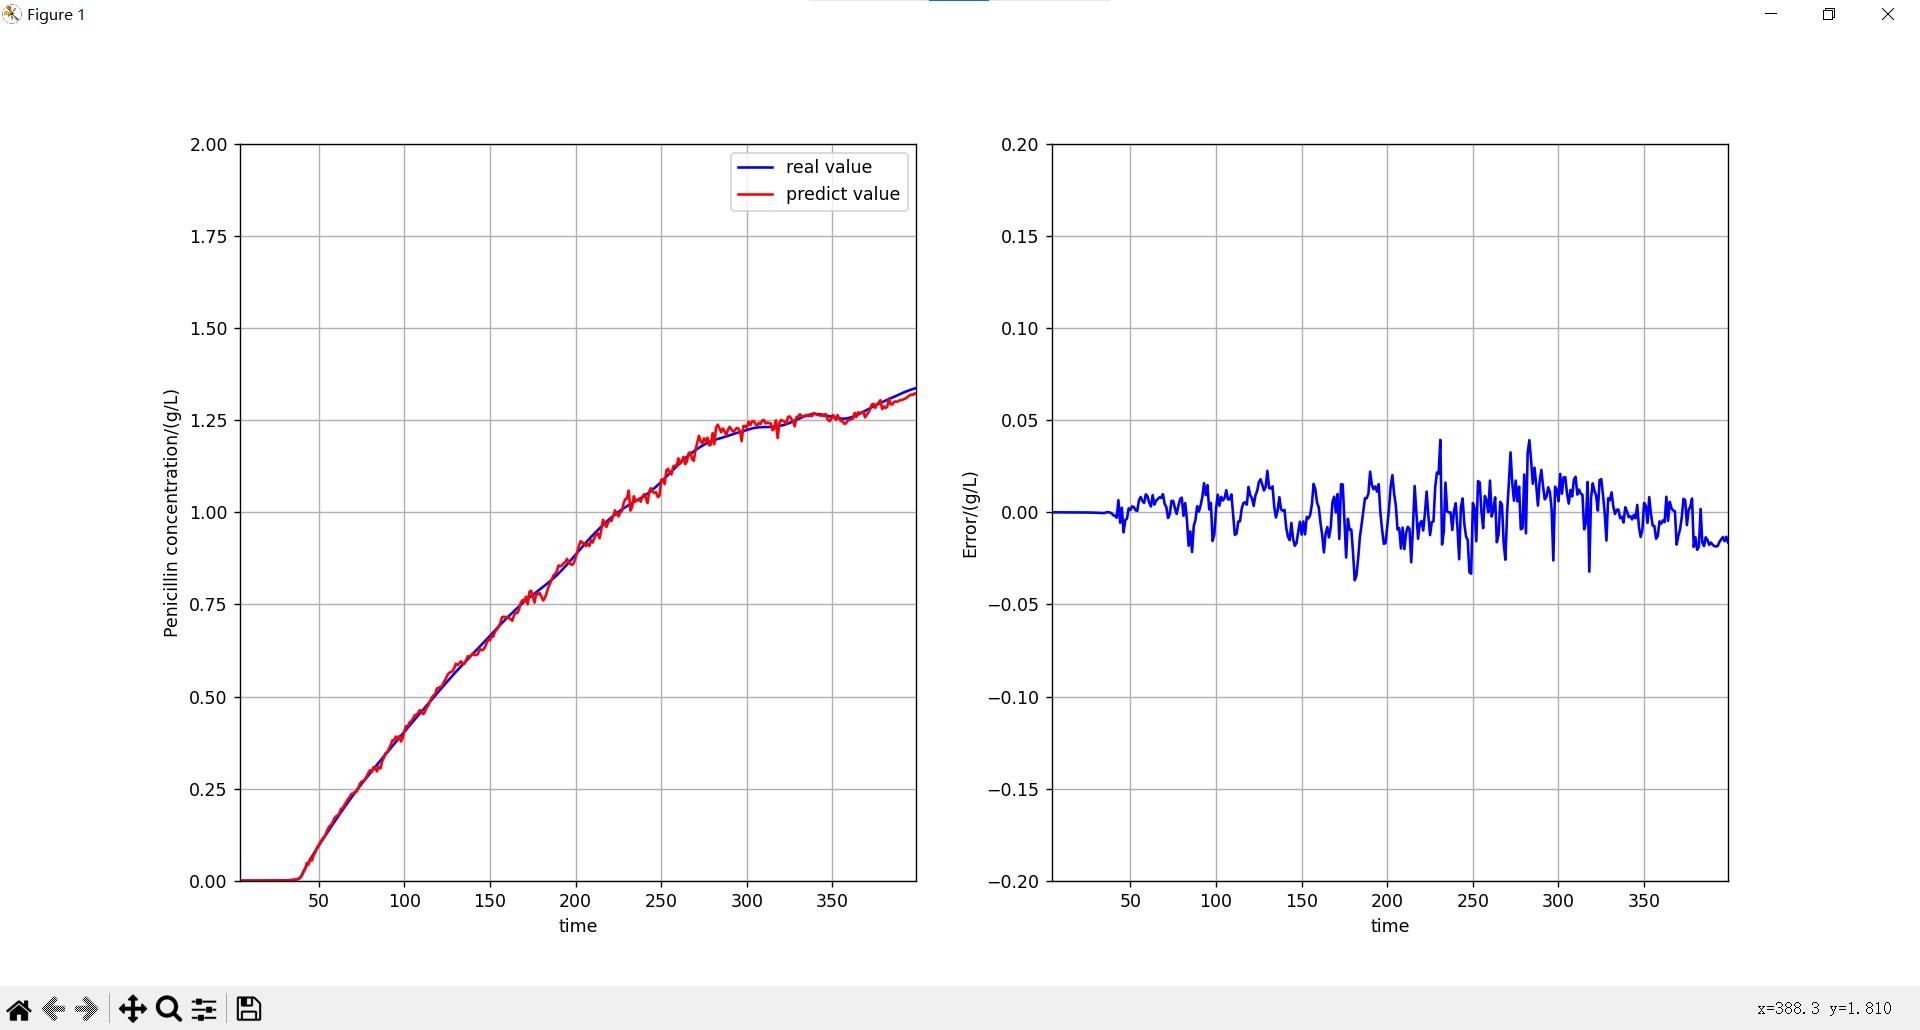 Figure 1
2.00
1.75
1.50
1.25
1.00
0.75
0.50
0.25
0.00
Penicillin concentration/(g/L)
50 100 150 200 250 300 350
time
real value
predict value
0.20
0.15
0.10
0.05
0.00
−0.05
−0.10
−0.15
−0.20
Error/(g/L)
50 100 150 200 250 300 350
time
x=388.3 y=1.810